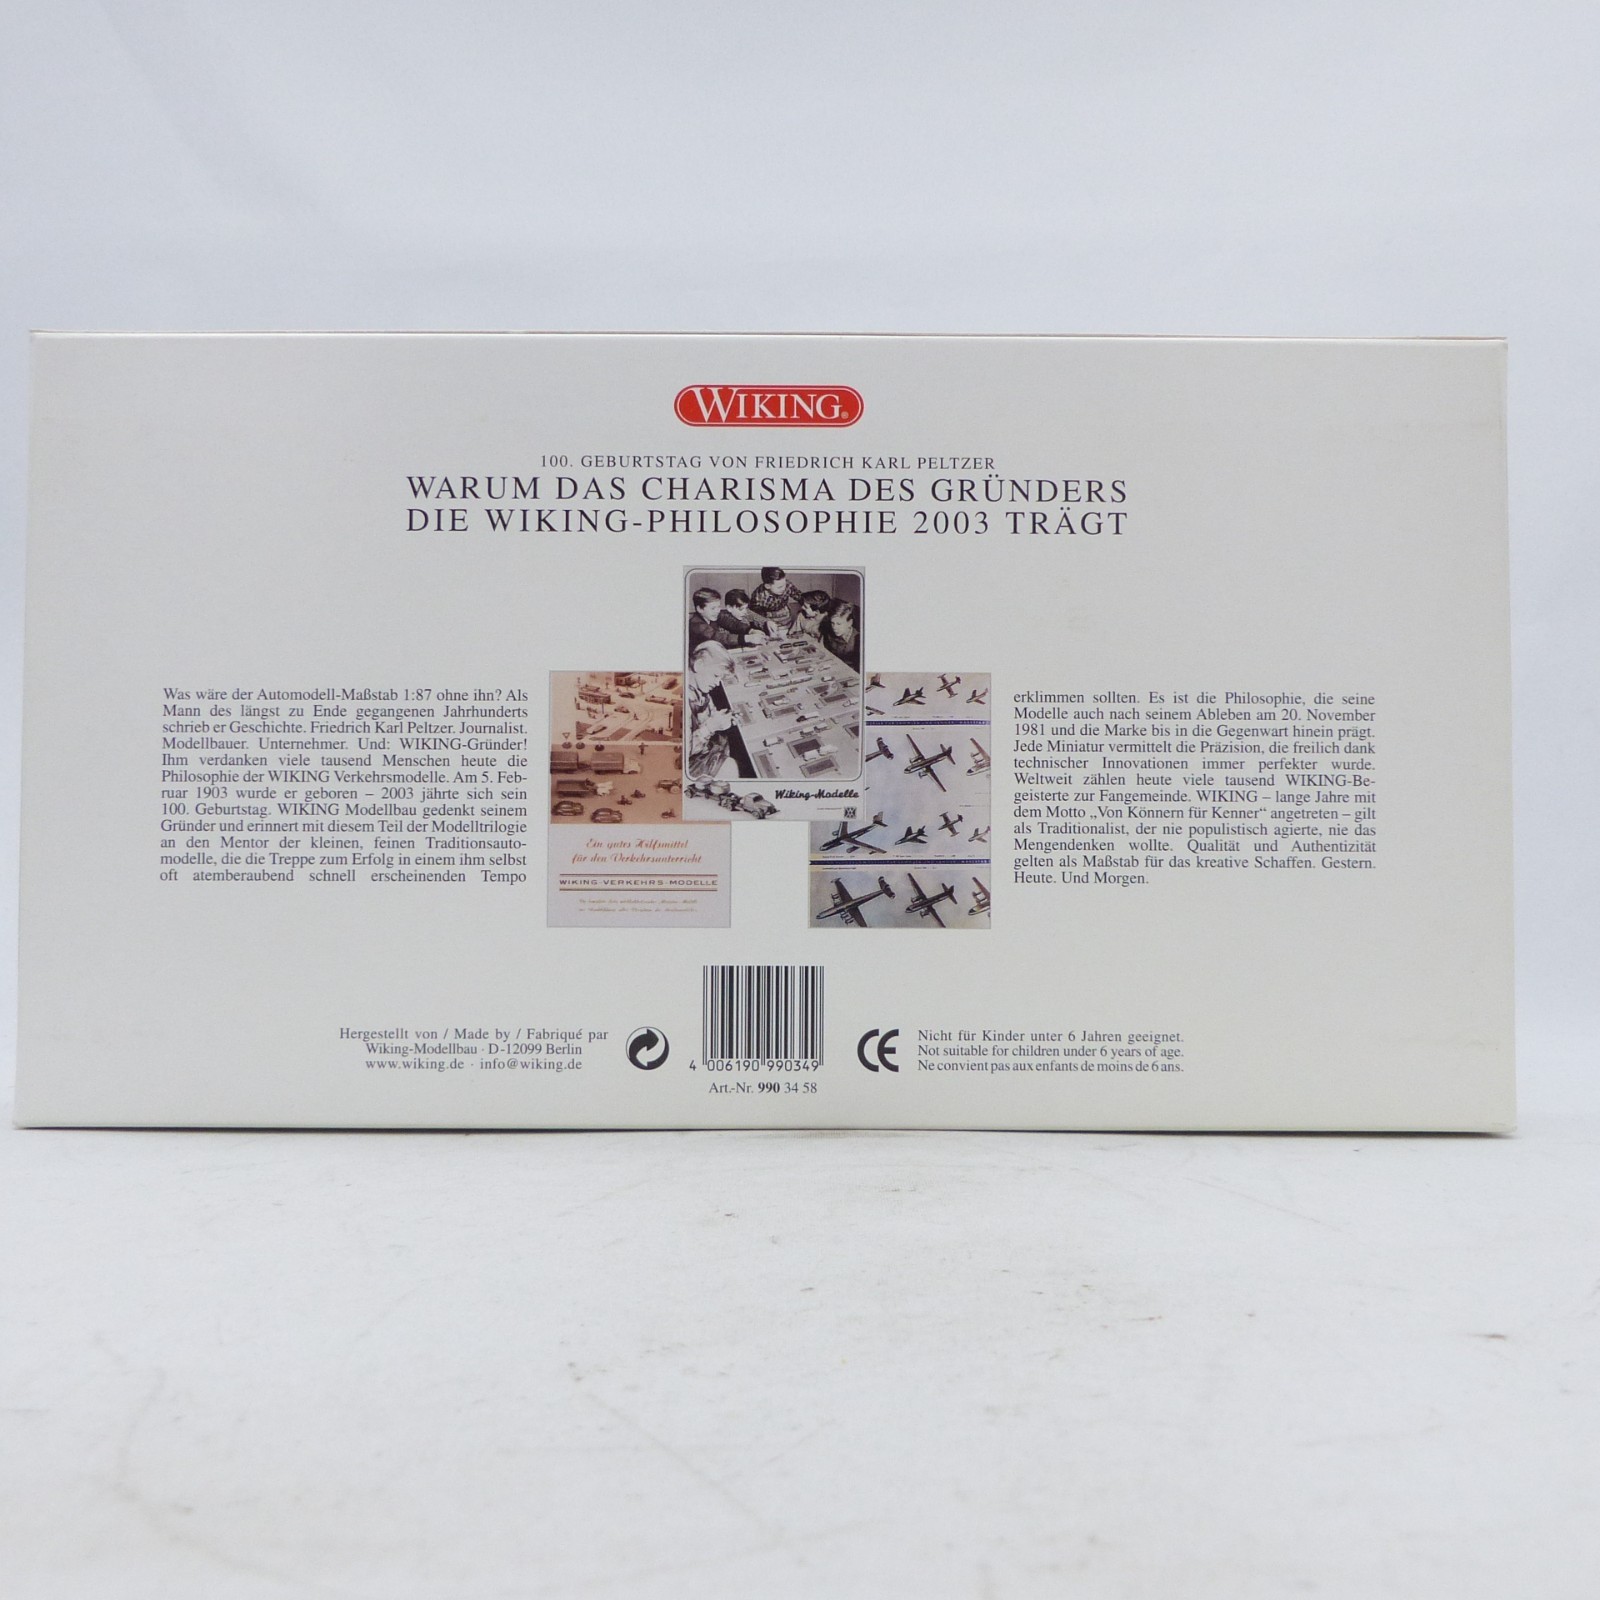 WIKING®
100. GEBURTSTAG VON FRIEDRICH KARL PELTZER
WARUM DAS CHARISMA DES GRÜNDERS
DIE WIKING-PHILOSOPHIE 2003 TRÄGT
Was wäre der Automodell-Maßstab 1:87 ohne ihn? Als
Mann des längst zu Ende gegangenen Jahrhunderts
schrieb er Geschichte. Friedrich Karl Peltzer. Journalist.
Modellbauer. Unternehmer. Und: WIKING-Gründer!
Ihm verdanken viele tausend Menschen heute die
Philosophie der WIKING Verkehrsmodelle. Am 5. Feb-
ruar 1903 wurde er geboren – 2003 jährte sich sein
100. Geburtstag. WIKING Modellbau gedenkt seinem
Gründer und erinnert mit diesem Teil der Modelltrilogie
an den Mentor der kleinen, feinen Traditionsauto-
modelle, die die Treppe zum Erfolg in einem ihm selbst
oft atemberaubend schnell erscheinenden Tempo
Wiking-Modelle
Ein gutes Hilfsmittel
für den Verkehrsunterricht
WIKING-VERKEHRS-MODELLE
erklimmen sollten. Es ist die Philosophie, die seine
Modelle auch nach seinem Ableben am 20. November
1981 und die Marke bis in die Gegenwart hinein prägt.
Jede Miniatur vermittelt die Präzision, die freilich dank
technischer Innovationen immer perfekter wurde.
Weltweit zählen heute viele tausend WIKING-Be-
geisterte zur Fangemeinde. WIKING – lange Jahre mit
dem Motto „Von Könnern für Kenner“ angetreten – gilt
als Traditionalist, der nie populistisch agierte, nie das
Mengendenken wollte. Qualität und Authentizität
gelten als Maßstab für das kreative Schaffen. Gestern.
Heute. Und Morgen.
Hergestellt von / Made by / Fabriqué par
Wiking-Modellbau · D-12099 Berlin
www.wiking.de · info@wiking.de
4 006190 990349
Art.-Nr. 990 34 58
CE
Nicht für Kinder unter 6 Jahren geeignet.
Not suitable for children under 6 years of age.
Ne convient pas aux enfants de moins de 6 ans.